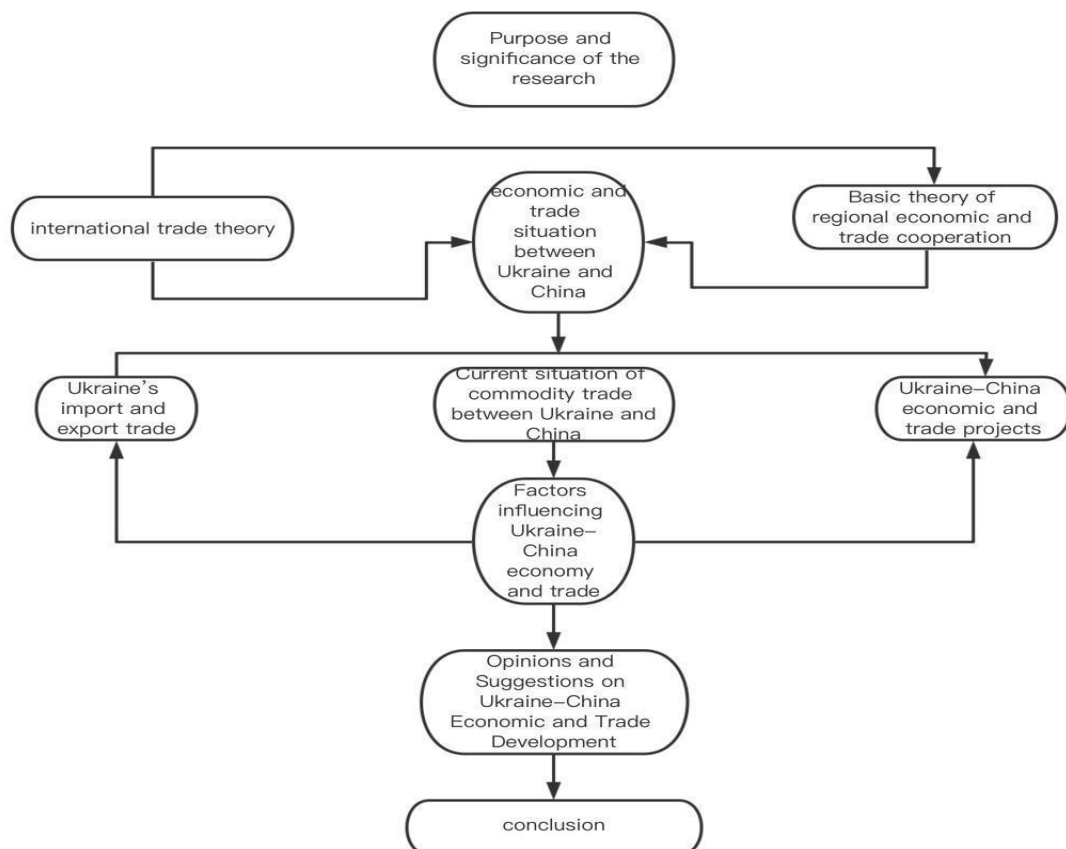 Purpose and
significance of the
research
international trade theory
economic and
trade
situation
between
Ukraine and
China
Basic theory of
regional economic and
trade cooperation
Ukraine's
import and
export trade
Current situation of
commodity trade
between Ukraine and
China
Ukraine–China
economic and
trade projects
Factors
influencing
Ukraine–
China
economy
and trade
Opinions and
Suggestions on
Ukraine–China
Economic and Trade
Development
conclusion